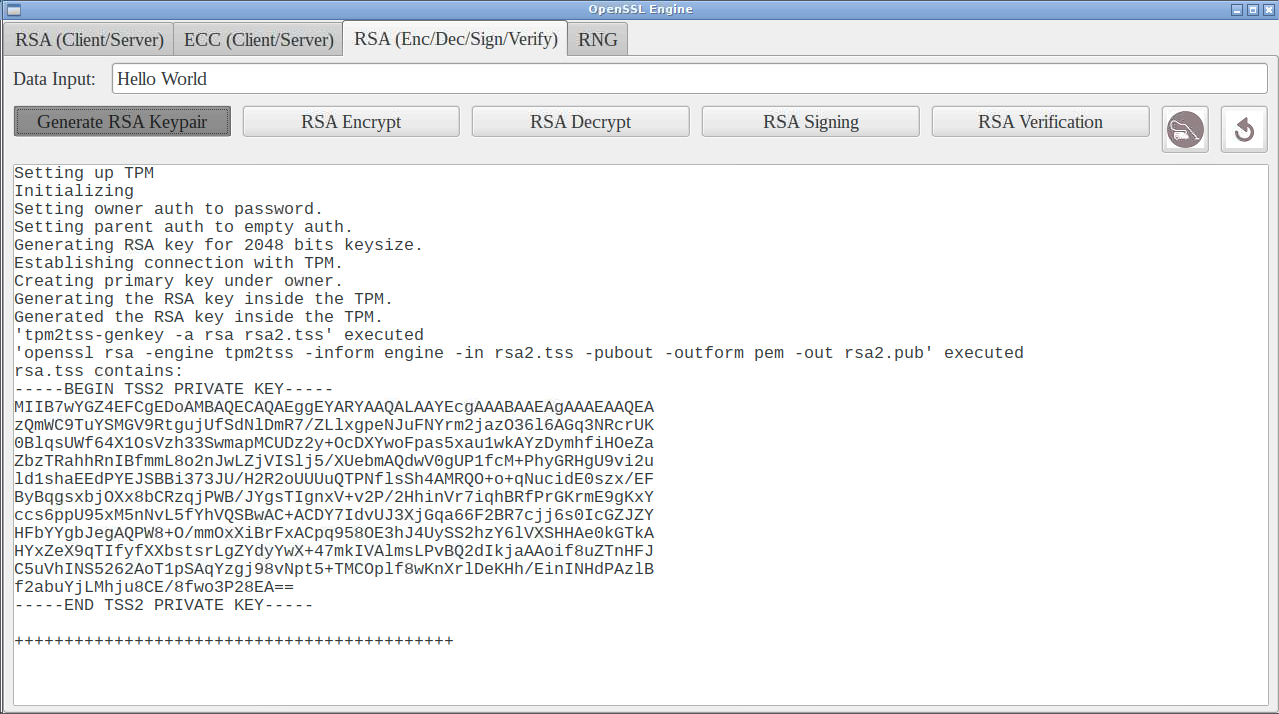 OpenSSL Engine
RSA (Client/Server) ECC (Client/Server) RSA (Enc/Dec/Sign/Verify) RNG
Data Input: Hello World
Generate RSA Keypair RSA Encrypt RSA Decrypt RSA Signing RSA Verification
Setting up TPM
Initializing
Setting owner auth to password.
Setting parent auth to empty auth.
Generating RSA key for 2048 bits keysize.
Establishing connection with TPM.
Creating primary key under owner.
Generating the RSA key inside the TPM.
Generated the RSA key inside the TPM.
'tpm2tss-genkey -a rsa rsa2.tss' executed
'openssl rsa -engine tpm2tss -inform engine -in rsa2.tss -pubout -outform pem -out rsa2.pub' executed
rsa.tss contains:
-----BEGIN TSS2 PRIVATE KEY-----
MIIB7wYGZ4EFCgEDoAMBAQECAQAEggEYARYAAQALAAYEcgAAABAAEAgAAAEAAQEA
zQmWC9TuYSMGV9RtgujUfSdNlDmR7/ZLlxgpeNJuFNYrm2jazO36l6AGq3NRcrUK
0BlqsUWf64X1OsVzh33SwmapMCUDz2y+OcDXYwoFpas5xau1wkAYzDymhfiHOeZa
ZbzTRahhRnIBfmmL8o2nJwLZjVISlj5/XUebmAQdwV0gUP1fcM+PhyGRHgU9vi2u
ld1shaEEdPYEJSBBi373JU/H2R2oUUUuQTPNflsSh4AMRQO+o+qNucidE0szx/EF
ByBqgsxbjOXx8bCRzqjPWB/JYgsTIgnxV+v2P/2HhinVr7iqhBRfPrGKrmE9gKxY
ccs6ppU95xM5nNvL5fYhVQSBwAC+ACDY7IdvUJ3XjGqa66F2BR7cjj6s0IcGZJZY
HFbYYgbJegAQPW8+O/mmOxXiBrFxACpq958OE3hJ4UySS2hzY6lVXSHHAe0kGTkA
HYxZeX9qTIfyfXXbstsrLgZYdyYwX+47mkIVAlmsLPvBQ2dIkjaAAoif8uZTnHFJ
C5uVhINS5262AoT1pSAqYzgj98vNpt5+TMCOplf8wKnXrlDeKHh/EinINHdPAzlB
f2abuYjLMhju8CE/8fwo3P28EA==
-----END TSS2 PRIVATE KEY-----
++++++++++++++++++++++++++++++++++++++++++++